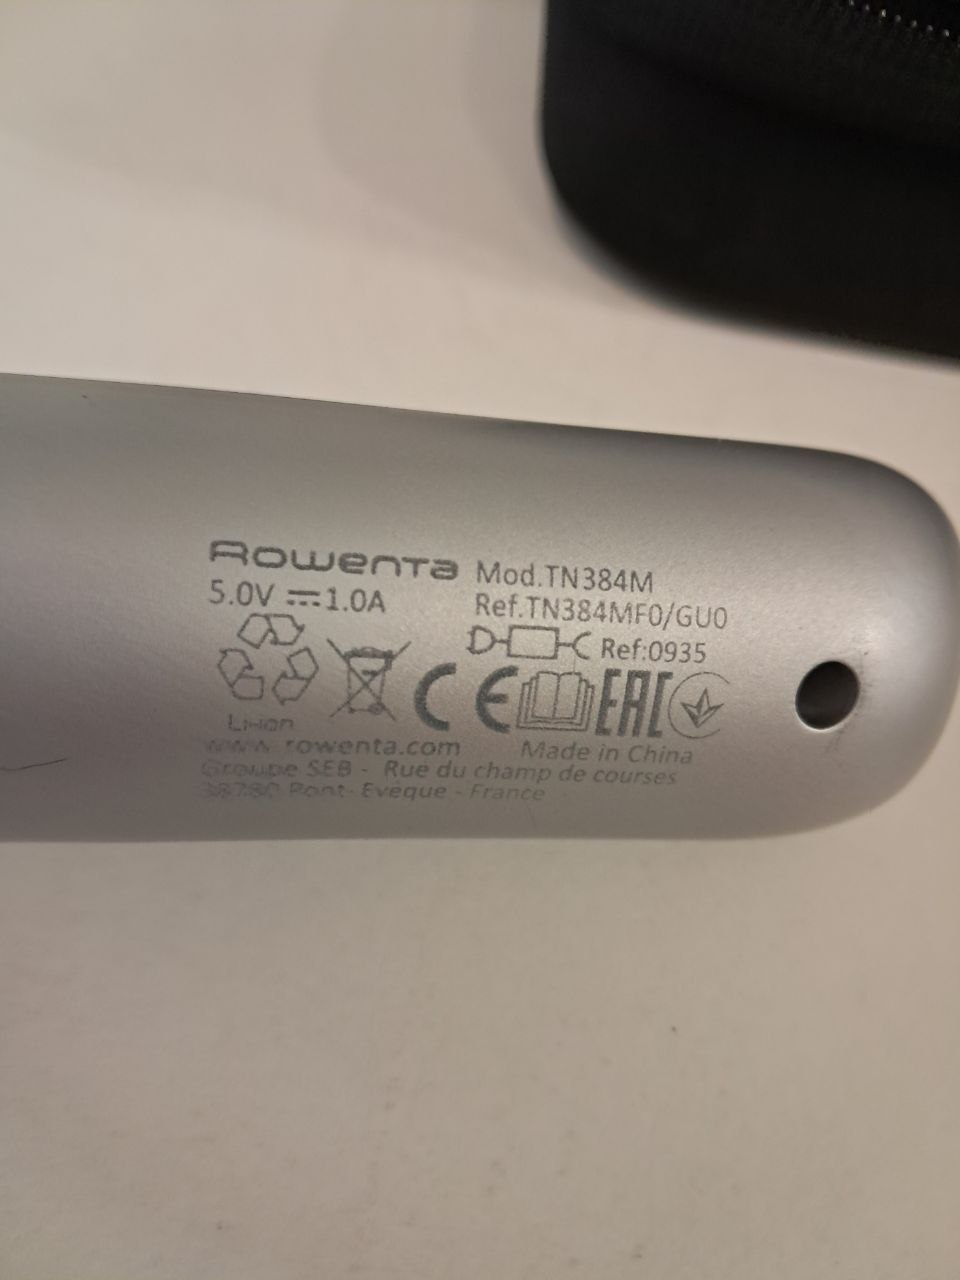 Rowenta Mod.TN384M
5.0V ⎓ 1.0A Ref.TN384MF0/GU0
Ref:0935
Li-ion CE EAC
www.rowenta.com Made in China
Groupe SEB - Rue du champ de courses
38780 Pont-Evéque - France